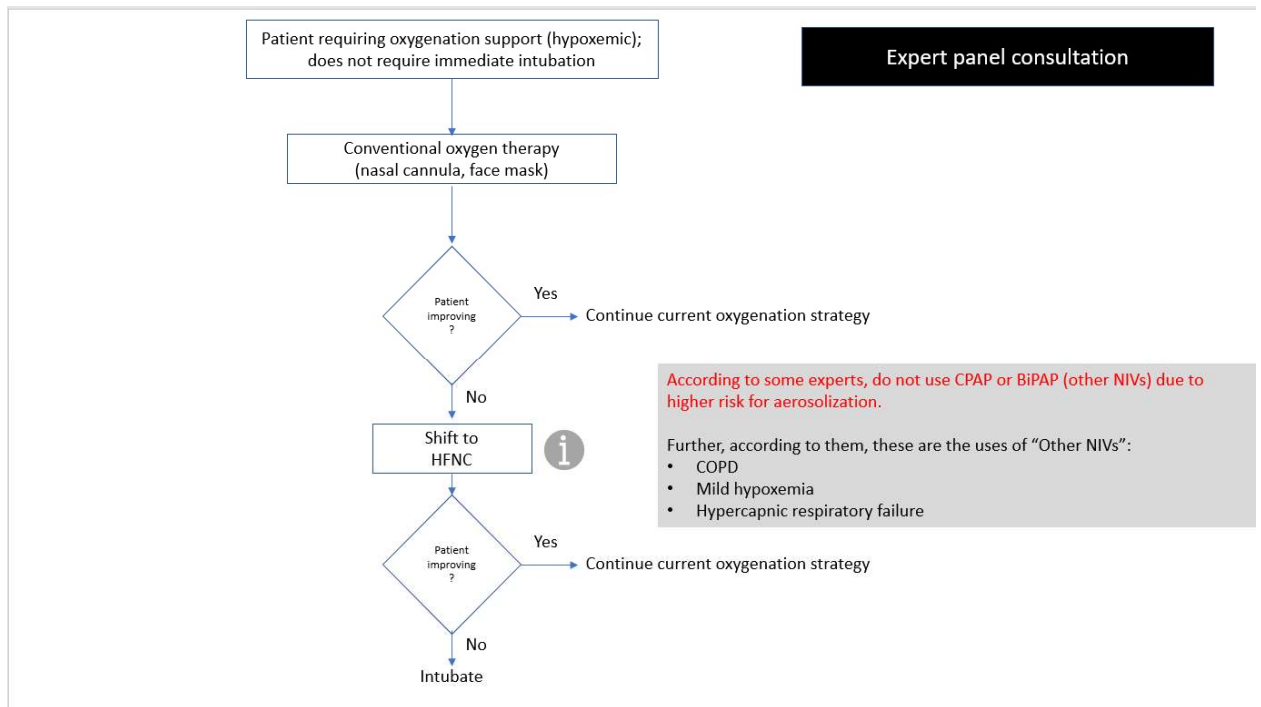 Patient requiring oxygenation support (hypoxemic);
does not require immediate intubation
Expert panel consultation
Conventional oxygen therapy
(nasal cannula, face mask)
Patient
improving
?
Yes
Continue current oxygenation strategy
No
Shift to
HFNC
i
According to some experts, do not use CPAP or BiPAP (other NIVs) due to
higher risk for aerosolization.
Further, according to them, these are the uses of “Other NIVs”:
• COPD
• Mild hypoxemia
• Hypercapnic respiratory failure
Patient
improving
?
Yes
Continue current oxygenation strategy
No
Intubate